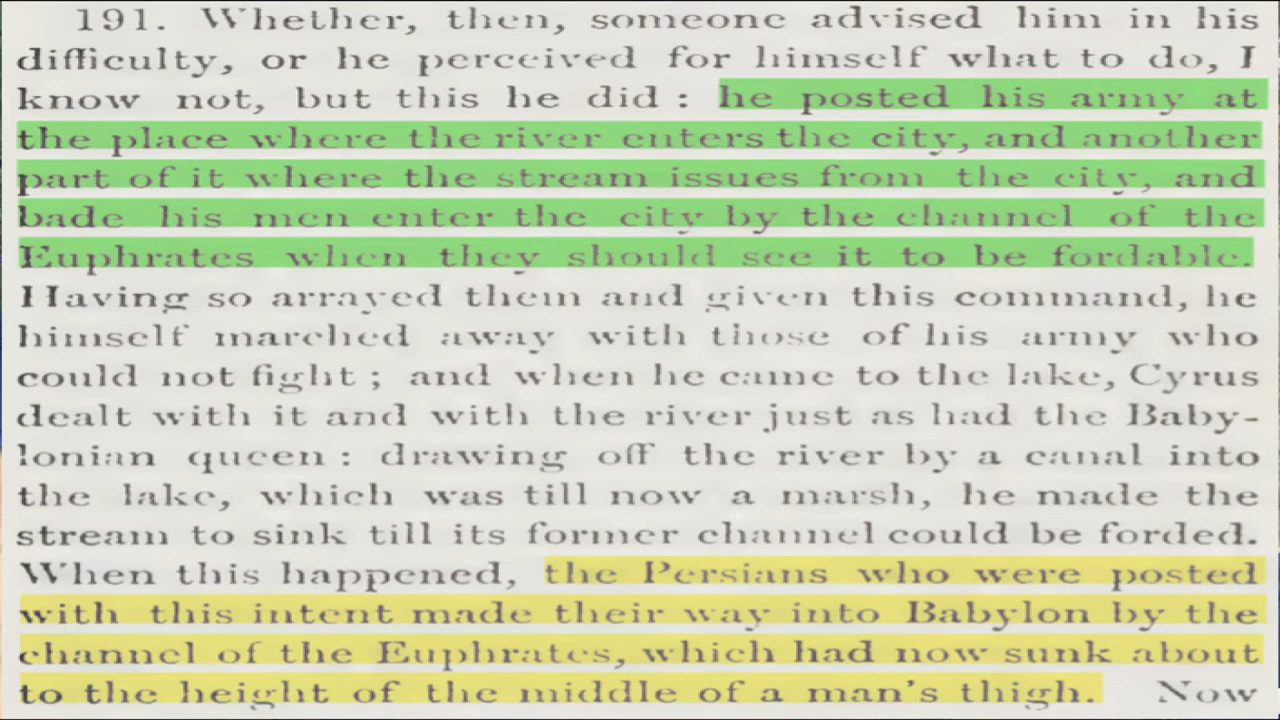 191. Whether, then, someone advised him in his
difficulty, or he perceived for himself what to do, I
know not, but this he did : he posted his army at
the place where the river enters the city, and another
part of it where the stream issues from the city, and
bade his men enter the city by the channel of the
Euphrates when they should see it to be fordable.
Having so arrayed them and given this command, he
himself marched away with those of his army who
could not fight ; and when he came to the lake, Cyrus
dealt with it and with the river just as had the Baby-
lonian queen : drawing off the river by a canal into
the lake, which was till now a marsh, he made the
stream to sink till its former channel could be forded.
When this happened, the Persians who were posted
with this intent made their way into Babylon by the
channel of the Euphrates, which had now sunk about
to the height of the middle of a man's thigh. Now